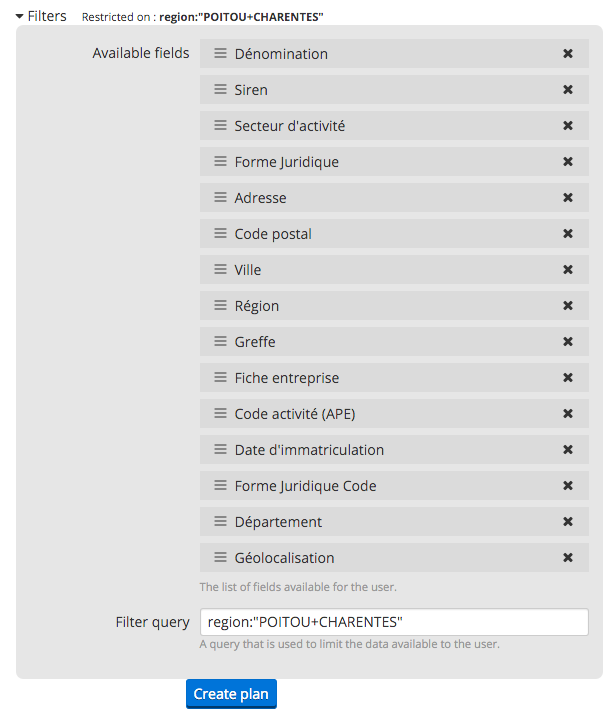 Filters Restricted on : region:"POITOU+CHARENTES"
Available fields
Dénomination
Siren
Secteur d'activité
Forme Juridique
Adresse
Code postal
Ville
Région
Greffe
Fiche entreprise
Code activité (APE)
Date d'immatriculation
Forme Juridique Code
Département
Géolocalisation
The list of fields available for the user.
Filter query region:"POITOU+CHARENTES"
A query that is used to limit the data available to the user.
Create plan